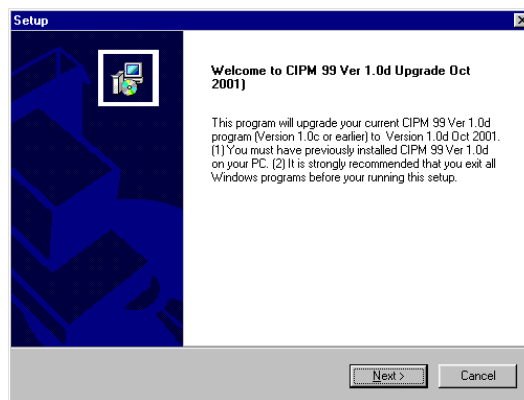 Setup
Welcome to CIPM 99 Ver 1.0d Upgrade Oct
2001)
This program will upgrade your current CIPM 99 Ver 1.0d
program (Version 1.0c or earlier) to Version 1.0d Oct 2001.
(1) You must have previously installed CIPM 99 Ver 1.0d
on your PC. (2) It is strongly recommended that you exit all
Windows programs before your running this setup.
Next > Cancel